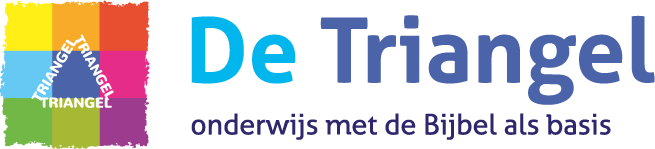 TRIANGEL
TRIANGEL
TRIANGEL
De Triangel
onderwijs met de Bijbel als basis